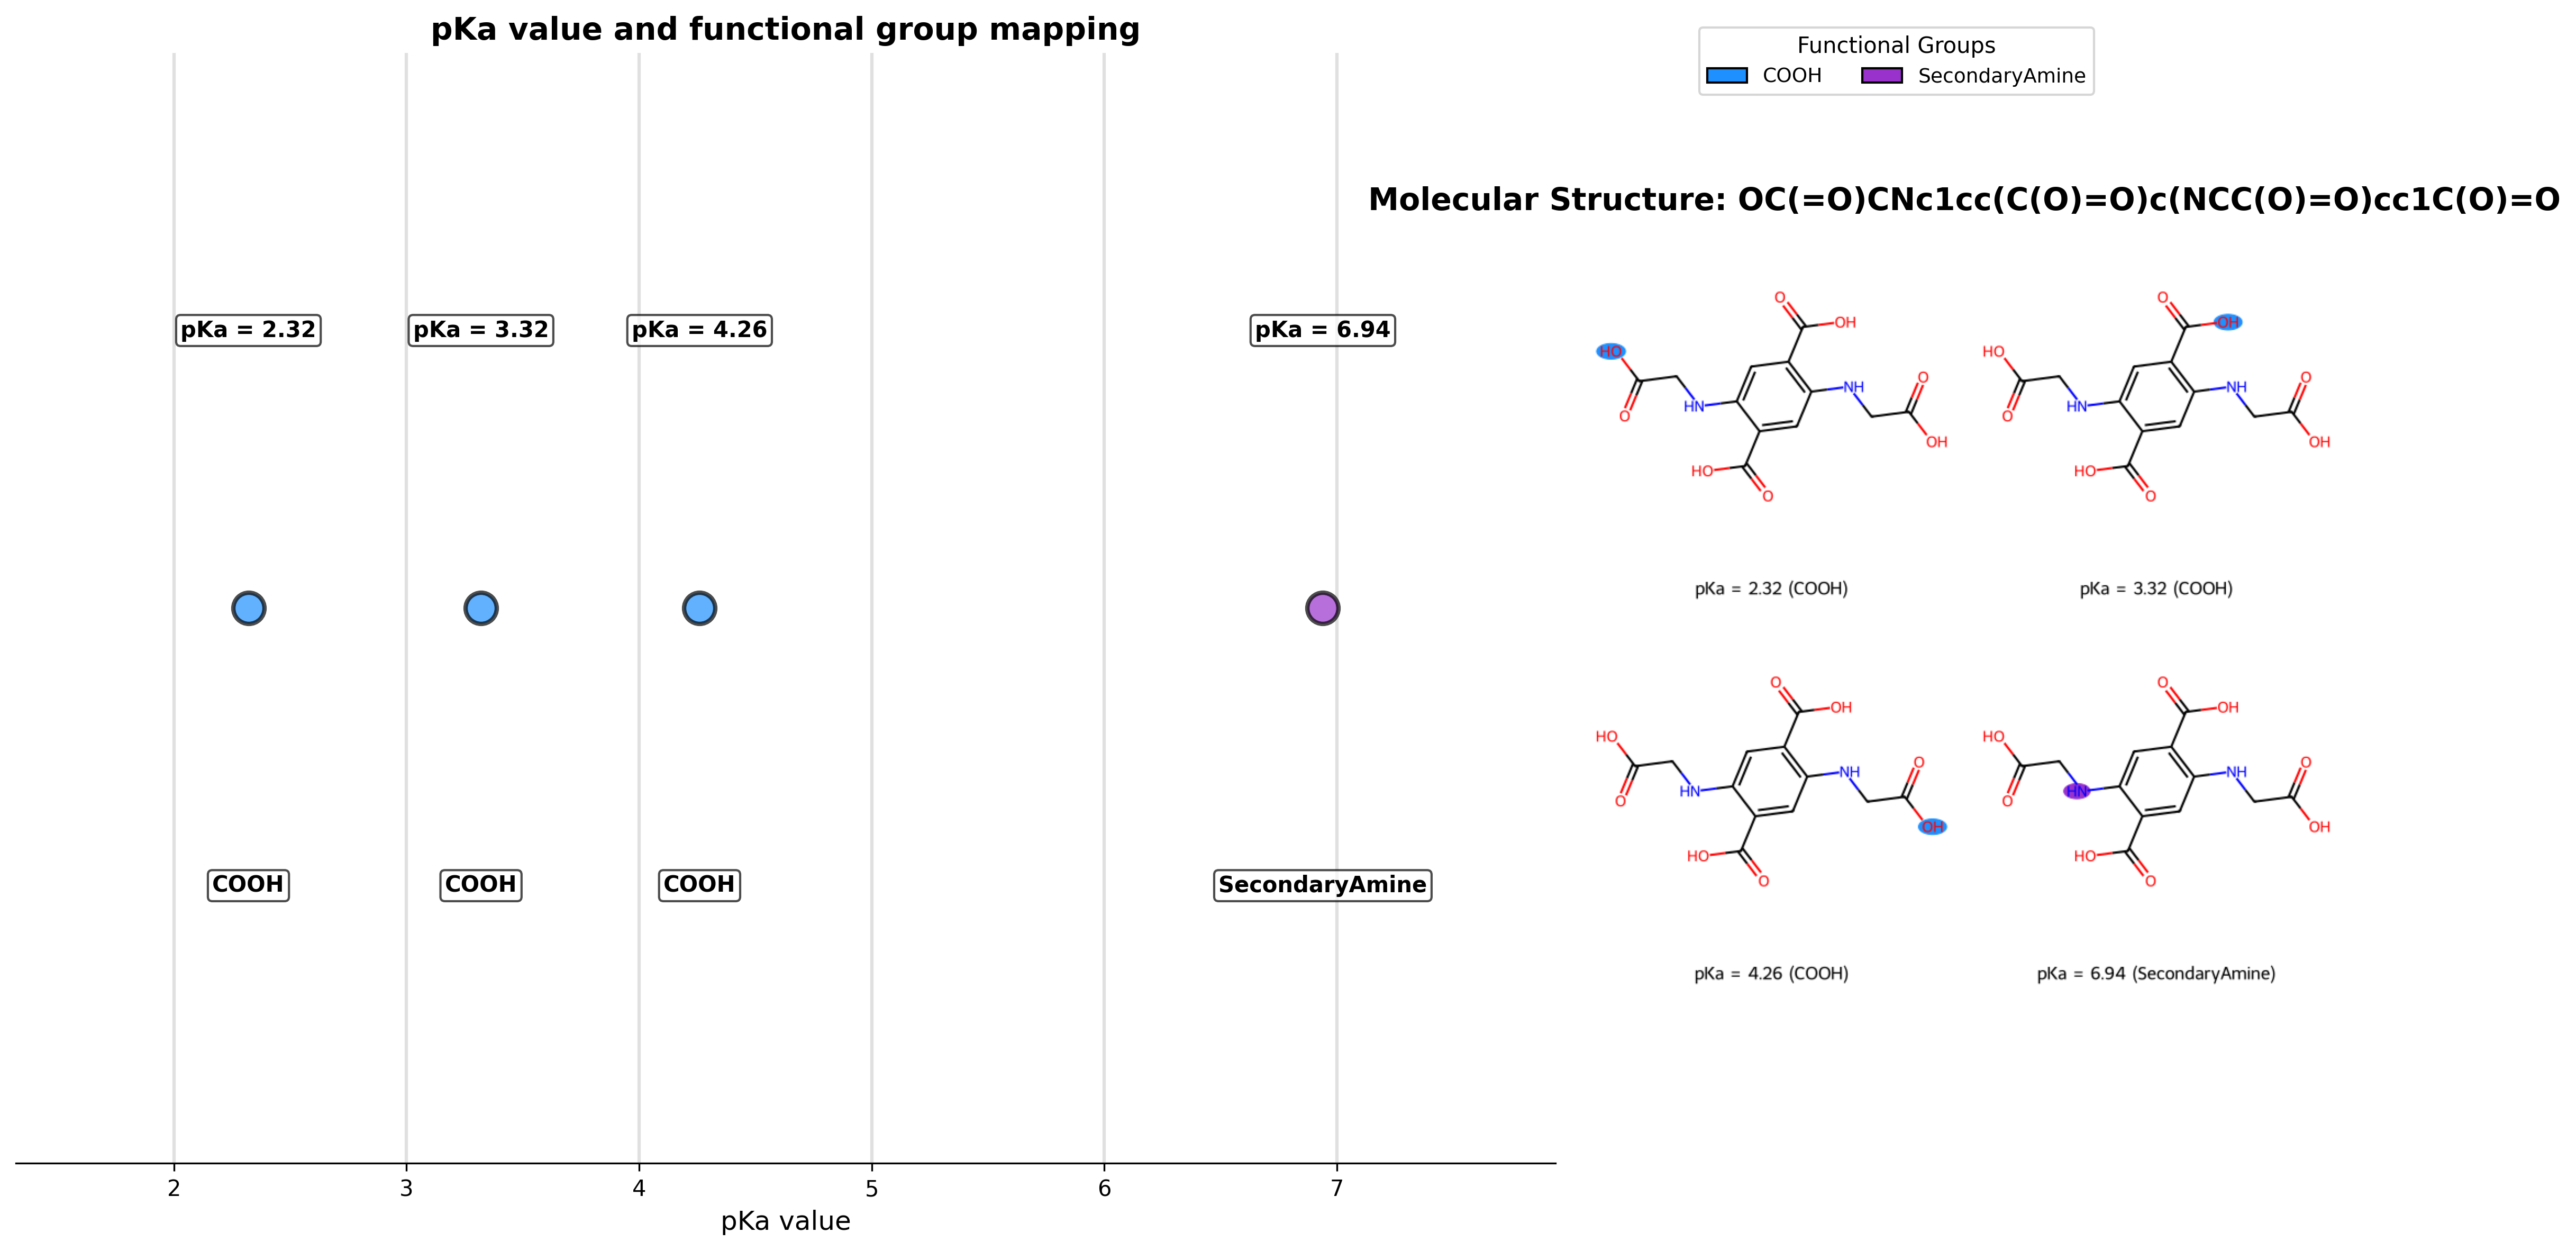 pKa value and functional group mapping
pKa = 2.32
pKa = 3.32
pKa = 4.26
pKa = 6.94
COOH
COOH
COOH
SecondaryAmine
2
3
4
5
6
7
pKa value
Functional Groups
COOH
SecondaryAmine
Molecular Structure: OC(=O)CNc1cc(C(O)=O)c(NCC(O)=O)cc1C(O)=O
O
OH
HO
NH
O
HN
O
OH
HO
O
pKa = 2.32 (COOH)
O
OH
HO
NH
O
HN
O
OH
HO
O
pKa = 3.32 (COOH)
O
OH
HO
NH
O
HN
O
OH
HO
O
pKa = 4.26 (COOH)
O
OH
HO
NH
O
HN
O
OH
HO
O
pKa = 6.94 (SecondaryAmine)